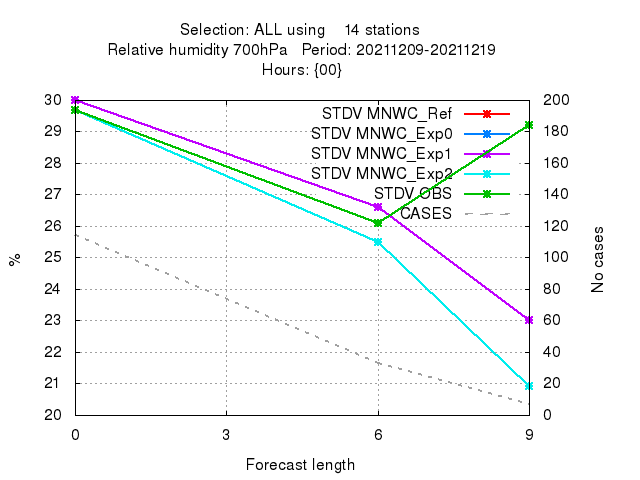 Selection: ALL using    14 stations
Relative humidity 700hPa   Period: 20211209-20211219
Hours: {00}
30
29
28
27
26
25
24
23
22
21
20
%
STDV MNWC_Ref
STDV MNWC_Exp0
STDV MNWC_Exp1
STDV MNWC_Exp2
STDV OBS
CASES
200
180
160
140
120
100
80
60
40
20
0
No cases
0 3 6 9
Forecast length